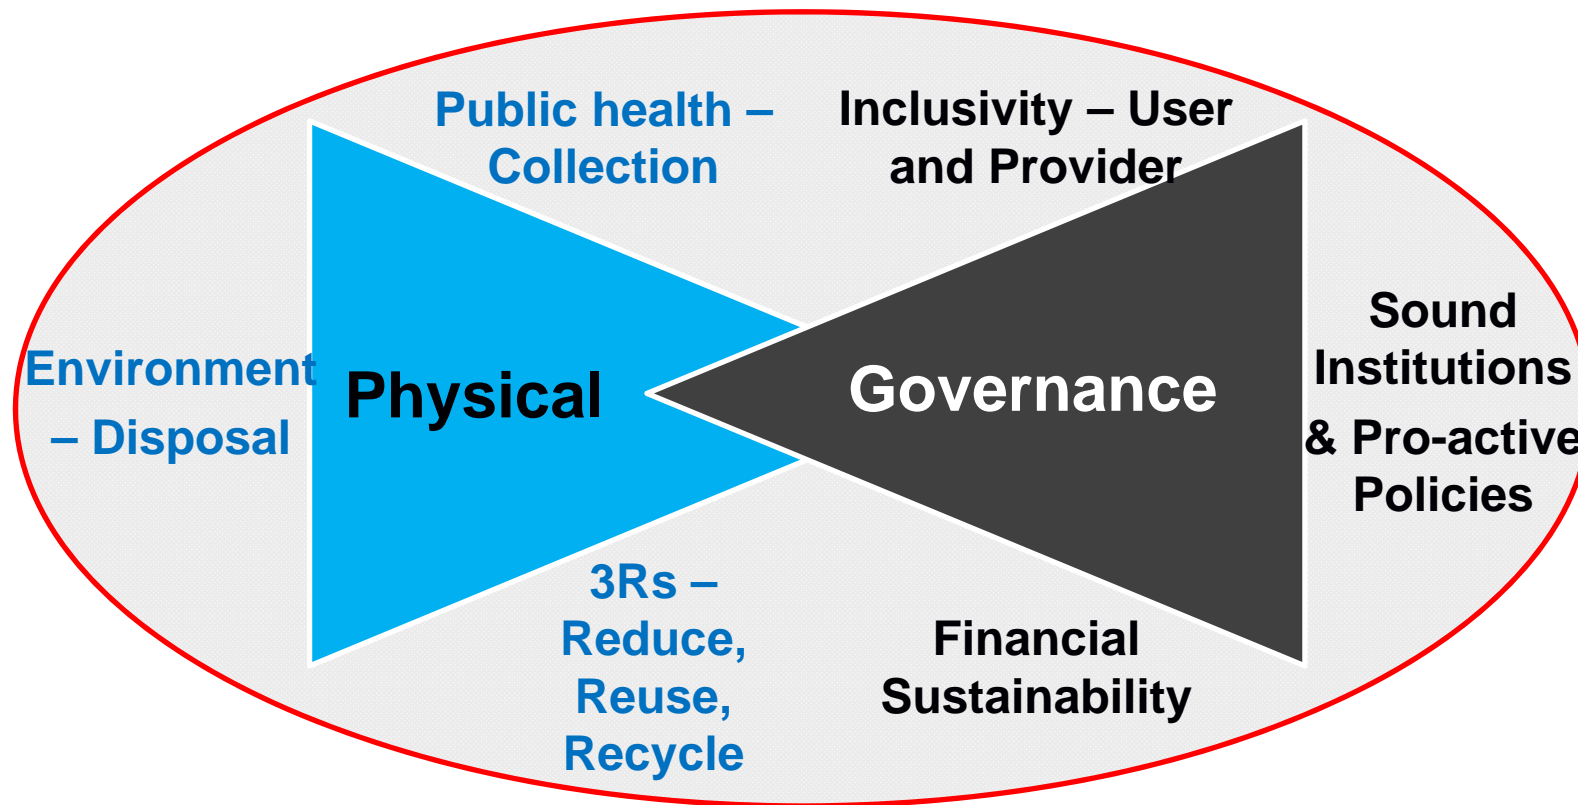 Public health –
Collection
Inclusivity – User
and Provider
Environment
– Disposal
Physical
Governance
Sound
Institutions
& Pro-active
Policies
3Rs –
Reduce,
Reuse,
Recycle
Financial
Sustainability